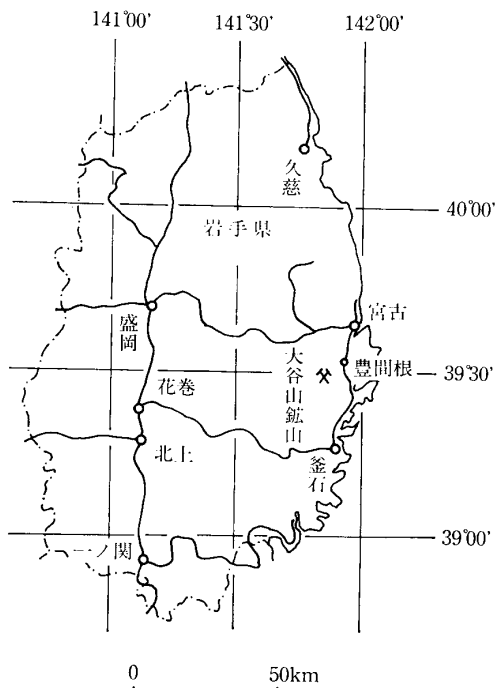 141°00′ 141°30′ 142°00′
久慈
40°00′
岩手県
宮古
盛岡
大谷山鉱山
豊間根
39°30′
花巻
北上
釜石
一ノ関
39°00′
0 50km